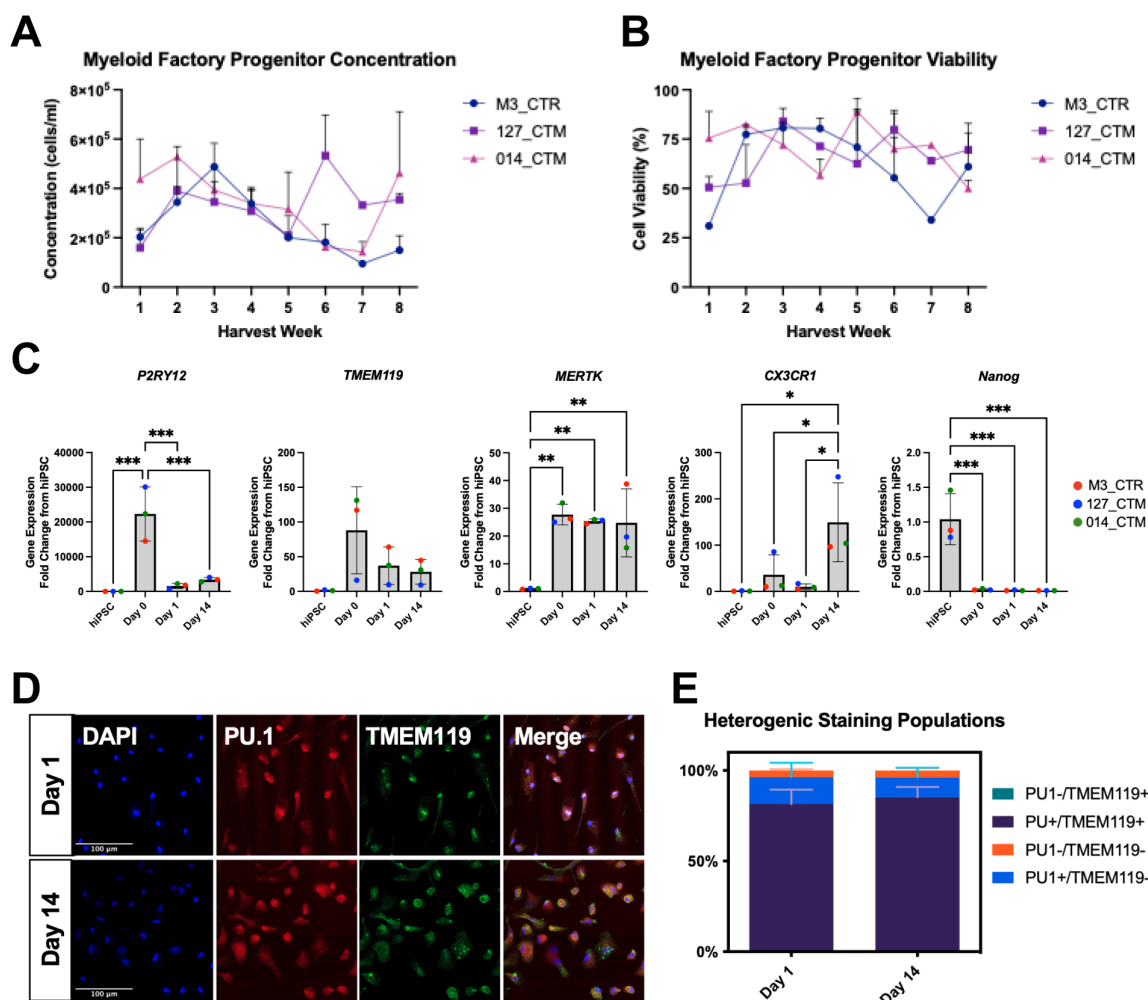 A
Myeloid Factory Progenitor Concentration
Concentration (cells/ml)
8×10⁵
6×10⁵
4×10⁵
2×10⁵
0
1 2 3 4 5 6 7 8
Harvest Week
M3_CTR
127_CTM
014_CTM
B
Myeloid Factory Progenitor Viability
Cell Viability (%)
100
75
50
25
0
1 2 3 4 5 6 7 8
Harvest Week
M3_CTR
127_CTM
014_CTM
C
P2RY12
Gene Expression
Fold Change from hiPSC
40000
30000
20000
10000
0
***
***
***
hiPSC Day 0 Day 1 Day 14
TMEM119
Gene Expression
Fold Change from hiPSC
200
150
100
50
0
hiPSC Day 0 Day 1 Day 14
MERTK
Gene Expression
Fold Change from hiPSC
50
40
30
20
10
0
**
**
**
hiPSC Day 0 Day 1 Day 14
CX3CR1
Gene Expression
Fold Change from hiPSC
300
200
100
0
*
*
*
hiPSC Day 0 Day 1 Day 14
Nanog
Gene Expression
Fold Change from hiPSC
2.0
1.5
1.0
0.5
0.0
***
***
***
hiPSC Day 0 Day 1 Day 14
M3_CTR
127_CTM
014_CTM
D
DAPI PU.1 TMEM119 Merge
Day 1
100 µm
Day 14
100 µm
E
Heterogenic Staining Populations
100%
50%
0%
Day 1 Day 14
PU1-/TMEM119+
PU+/TMEM119+
PU1-/TMEM119-
PU1+/TMEM119-